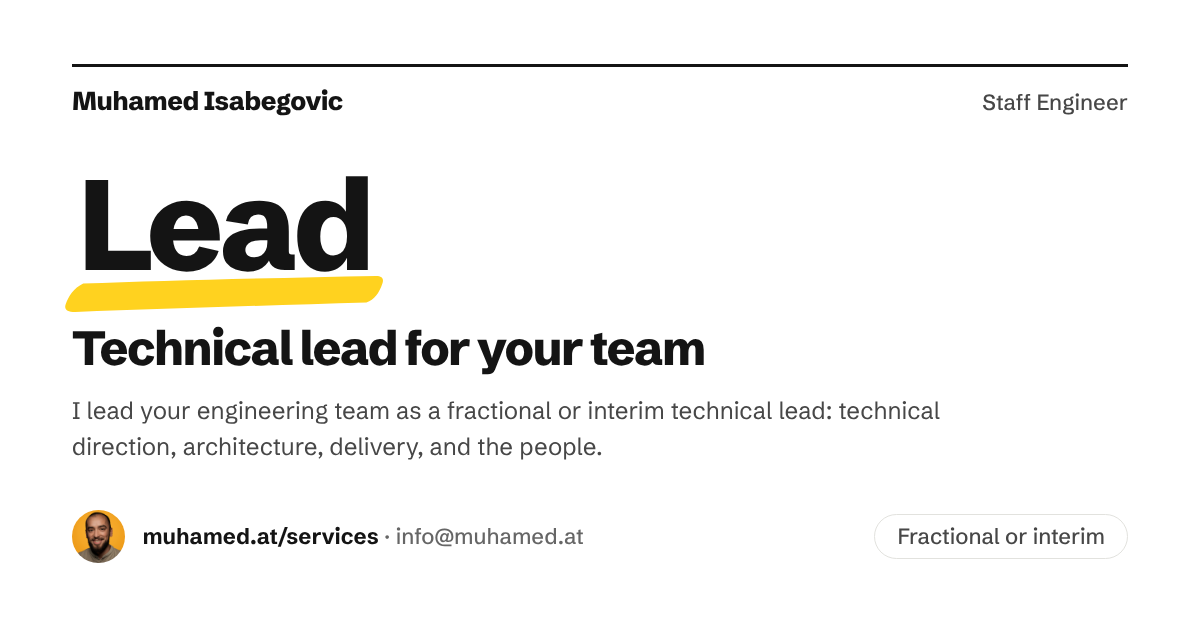 Muhamed Isabegovic
Staff Engineer
Lead
Technical lead for your team
I lead your engineering team as a fractional or interim technical lead: technical
direction, architecture, delivery, and the people.
muhamed.at/services · info@muhamed.at
Fractional or interim